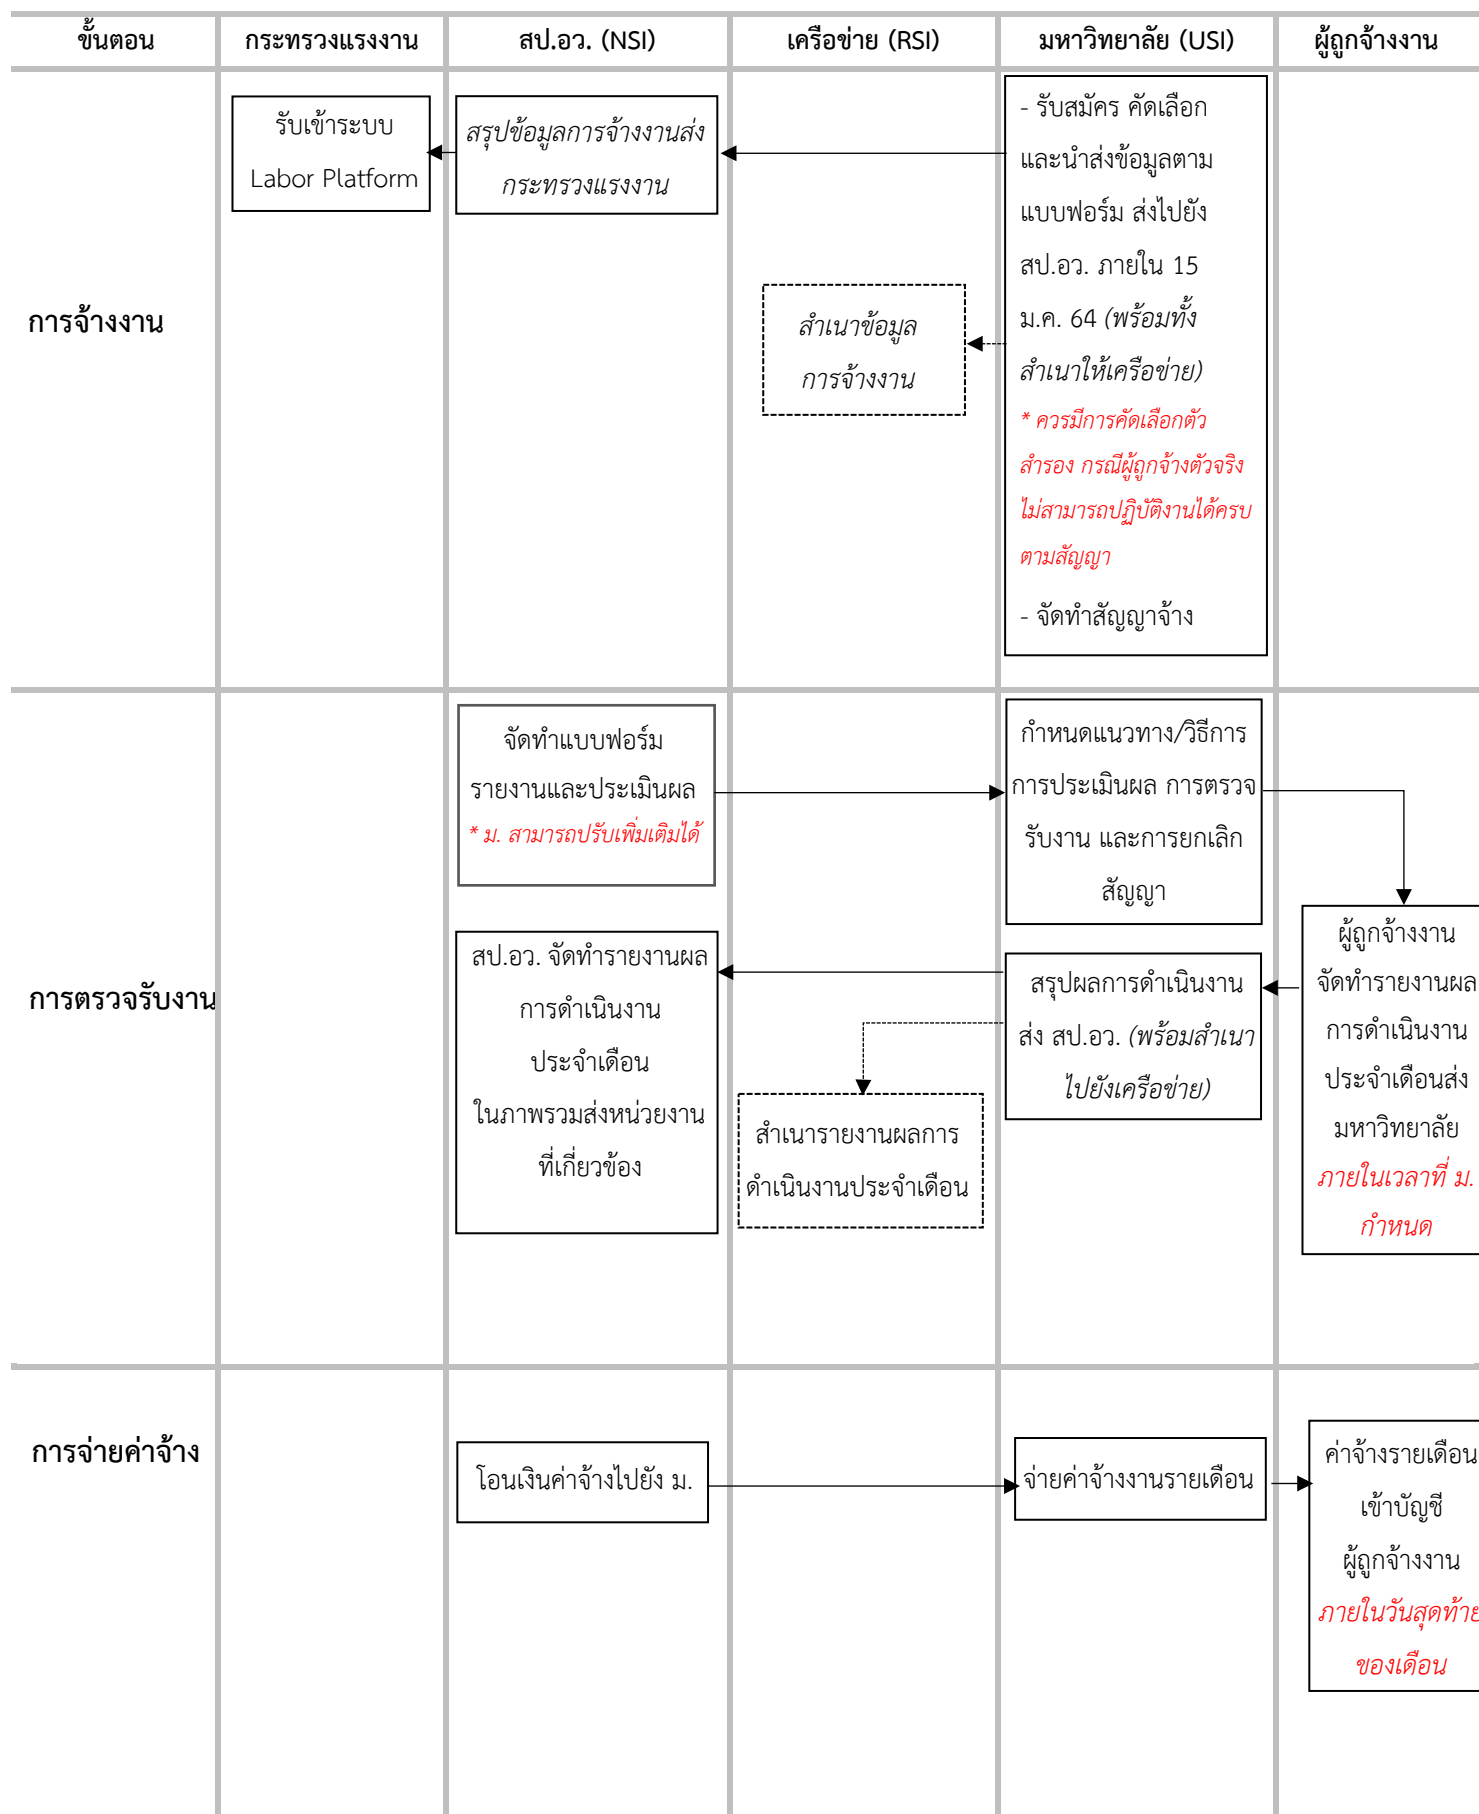 ขั้นตอน
กระทรวงแรงงาน
สป.อว. (NSI)
เครือข่าย (RSI)
มหาวิทยาลัย (USI)
ผู้ถูกจ้างงาน
การจ้างงาน
รับเข้าระบบ
Labor Platform
สรุปข้อมูลการจ้างงานส่ง
กระทรวงแรงงาน
สำเนาข้อมูล
การจ้างงาน
- รับสมัคร คัดเลือก
และนำส่งข้อมูลตาม
แบบฟอร์ม ส่งไปยัง
สป.อว. ภายใน 15
ม.ค. 64 (พร้อมทั้ง
สำเนาให้เครือข่าย)
* ควรมีการคัดเลือกตัว
สำรอง กรณีผู้ถูกจ้างตัวจริง
ไม่สามารถปฏิบัติงานได้ครบ
ตามสัญญา
- จัดทำสัญญาจ้าง
การตรวจรับงาน
จัดทำแบบฟอร์ม
รายงานและประเมินผล
* ม. สามารถปรับเพิ่มเติมได้
กำหนดแนวทาง/วิธีการ
การประเมินผล การตรวจ
รับงาน และการยกเลิก
สัญญา
ผู้ถูกจ้างงาน
จัดทำรายงานผล
การดำเนินงาน
ประจำเดือนส่ง
มหาวิทยาลัย
ภายในเวลาที่ ม.
กำหนด
สรุปผลการดำเนินงาน
ส่ง สป.อว. (พร้อมสำเนา
ไปยังเครือข่าย)
สป.อว. จัดทำรายงานผล
การดำเนินงาน
ประจำเดือน
ในภาพรวมส่งหน่วยงาน
ที่เกี่ยวข้อง
สำเนารายงานผลการ
ดำเนินงานประจำเดือน
การจ่ายค่าจ้าง
โอนเงินค่าจ้างไปยัง ม.
จ่ายค่าจ้างงานรายเดือน
ค่าจ้างรายเดือน
เข้าบัญชี
ผู้ถูกจ้างงาน
ภายในวันสุดท้าย
ของเดือน